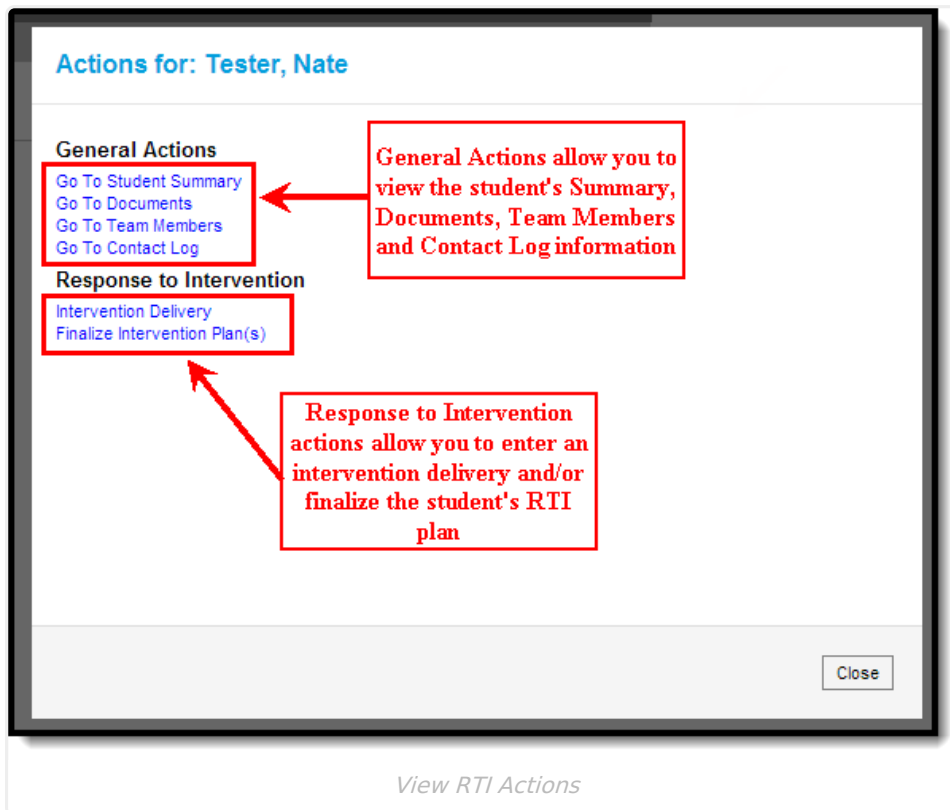 Actions for: Tester, Nate
General Actions
Go To Student Summary
Go To Documents
Go To Team Members
Go To Contact Log
General Actions allow you to
view the student's Summary,
Documents, Team Members
and Contact Log information
Response to Intervention
Intervention Delivery
Finalize Intervention Plan(s)
Response to Intervention
actions allow you to enter an
intervention delivery and/or
finalize the student's RTI
plan
Close
View RTI Actions